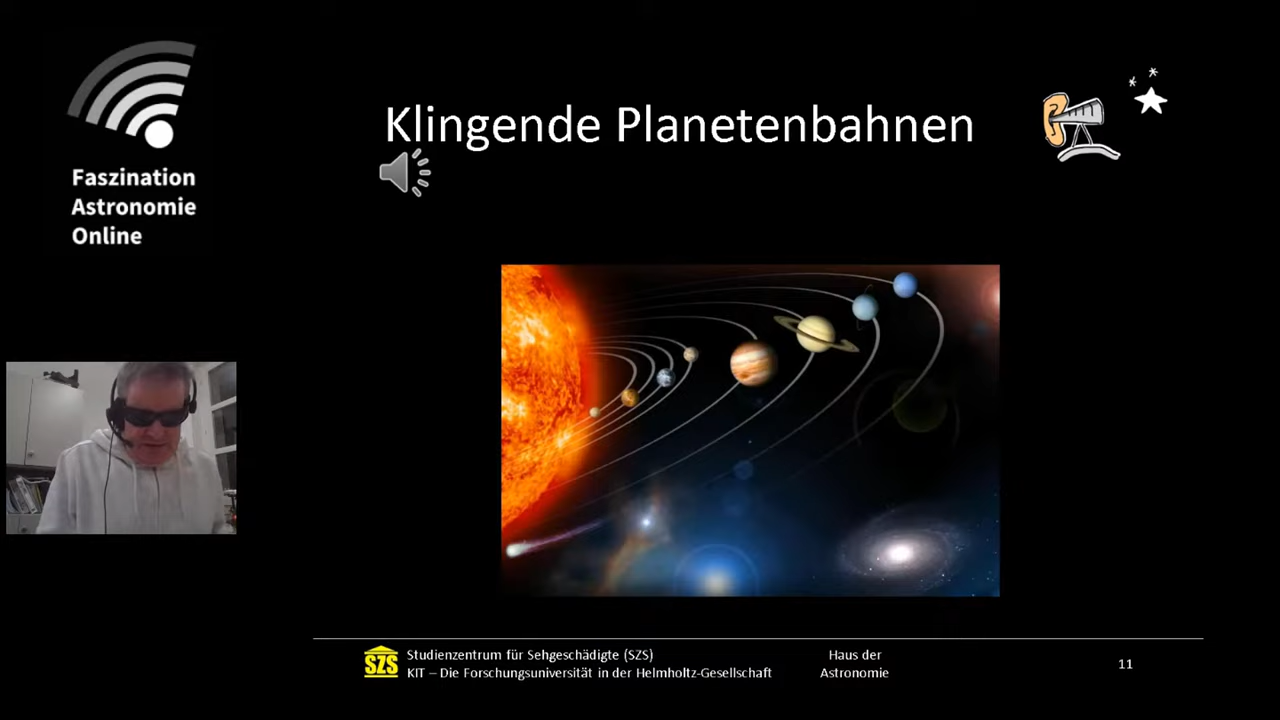 Klingende Planetenbahnen
Faszination
Astronomie
Online
SZS
Studienzentrum für Sehgeschädigte (SZS)
KIT – Die Forschungsuniversität in der Helmholtz-Gesellschaft
Haus der
Astronomie
11